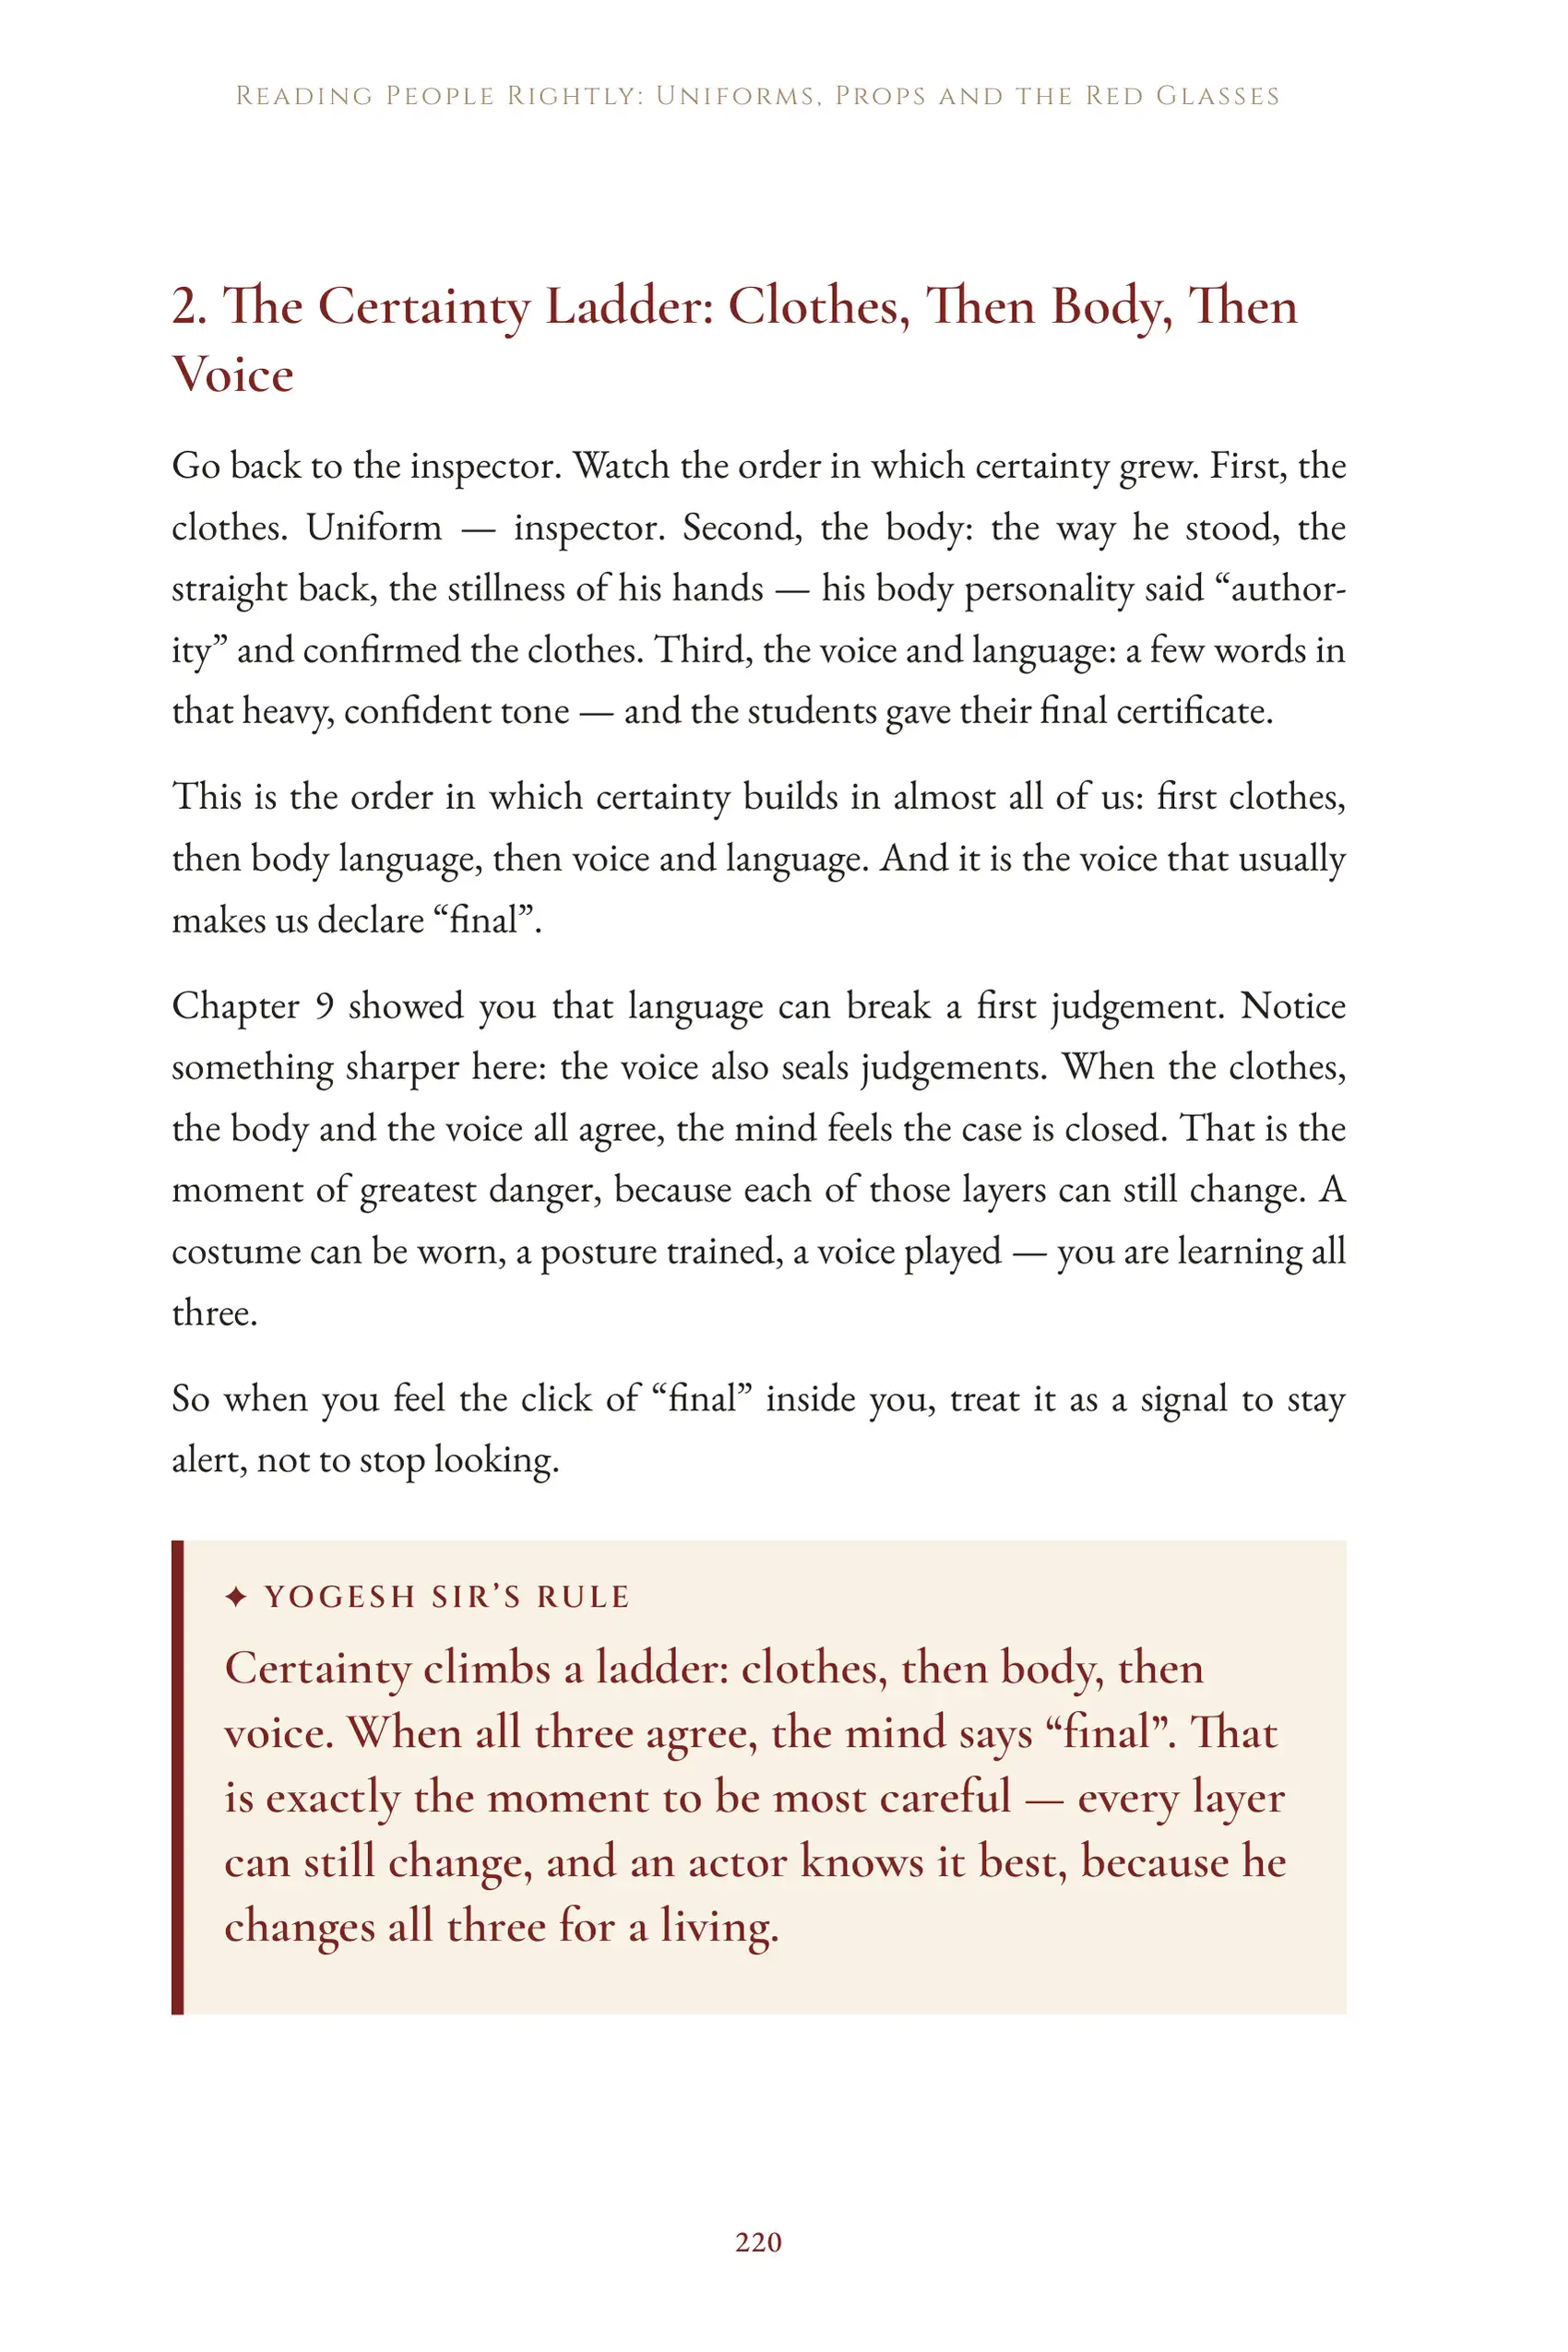 Reading People Rightly: Uniforms, Props and the Red Glasses
2. The Certainty Ladder: Clothes, Then Body, Then
Voice
Go back to the inspector. Watch the order in which certainty grew. First, the
clothes. Uniform — inspector. Second, the body: the way he stood, the
straight back, the stillness of his hands — his body personality said “author-
ity” and confirmed the clothes. Third, the voice and language: a few words in
that heavy, confident tone — and the students gave their final certificate.
This is the order in which certainty builds in almost all of us: first clothes,
then body language, then voice and language. And it is the voice that usually
makes us declare “final”.
Chapter 9 showed you that language can break a first judgement. Notice
something sharper here: the voice also seals judgements. When the clothes,
the body and the voice all agree, the mind feels the case is closed. That is the
moment of greatest danger, because each of those layers can still change. A
costume can be worn, a posture trained, a voice played — you are learning all
three.
So when you feel the click of “final” inside you, treat it as a signal to stay
alert, not to stop looking.
✦ YOGESH SIR’S RULE
Certainty climbs a ladder: clothes, then body, then
voice. When all three agree, the mind says “final”. That
is exactly the moment to be most careful — every layer
can still change, and an actor knows it best, because he
changes all three for a living.
220